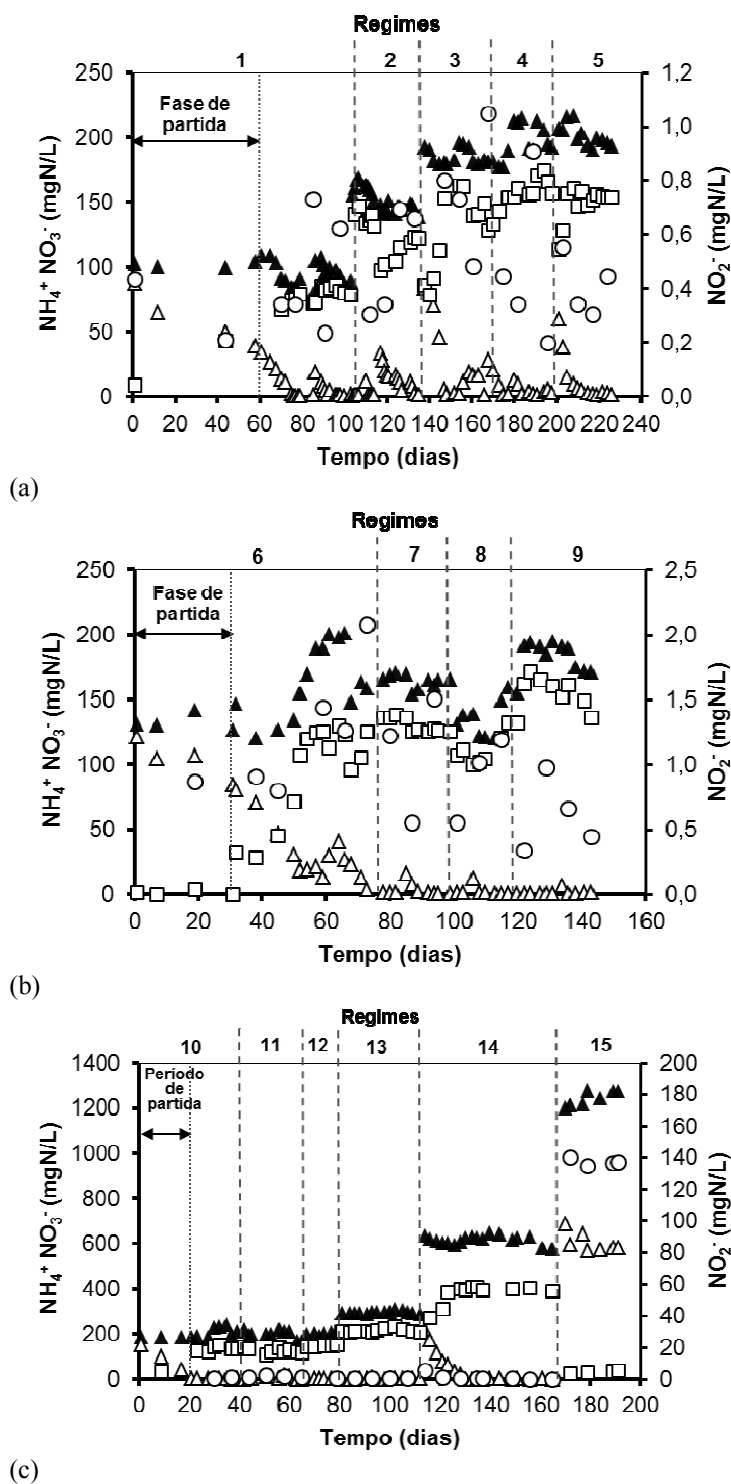 Regimes
1 2 3 4 5
250 200 150 100 50 0
NH₄⁺ NO₃⁻ (mgN/L)
Fase de
partida
1,2 1,0 0,8 0,6 0,4 0,2 0,0
NO₂⁻ (mgN/L)
0 20 40 60 80 100 120 140 160 180 200 220 240
Tempo (dias)
(a)
Regimes
6 7 8 9
250 200 150 100 50 0
NH₄⁺ NO₃⁻ (mgN/L)
Fase de
partida
2,5 2,0 1,5 1,0 0,5 0,0
NO₂⁻ (mgN/L)
0 20 40 60 80 100 120 140 160
Tempo (dias)
(b)
Regimes
10 11 12 13 14 15
1400 1200 1000 800 600 400 200 0
NH₄⁺ NO₃⁻ (mgN/L)
Período
de
partida
200 180 160 140 120 100 80 60 40 20 0
NO₂⁻ (mgN/L)
0 20 40 60 80 100 120 140 160 180 200
Tempo (dias)
(c)